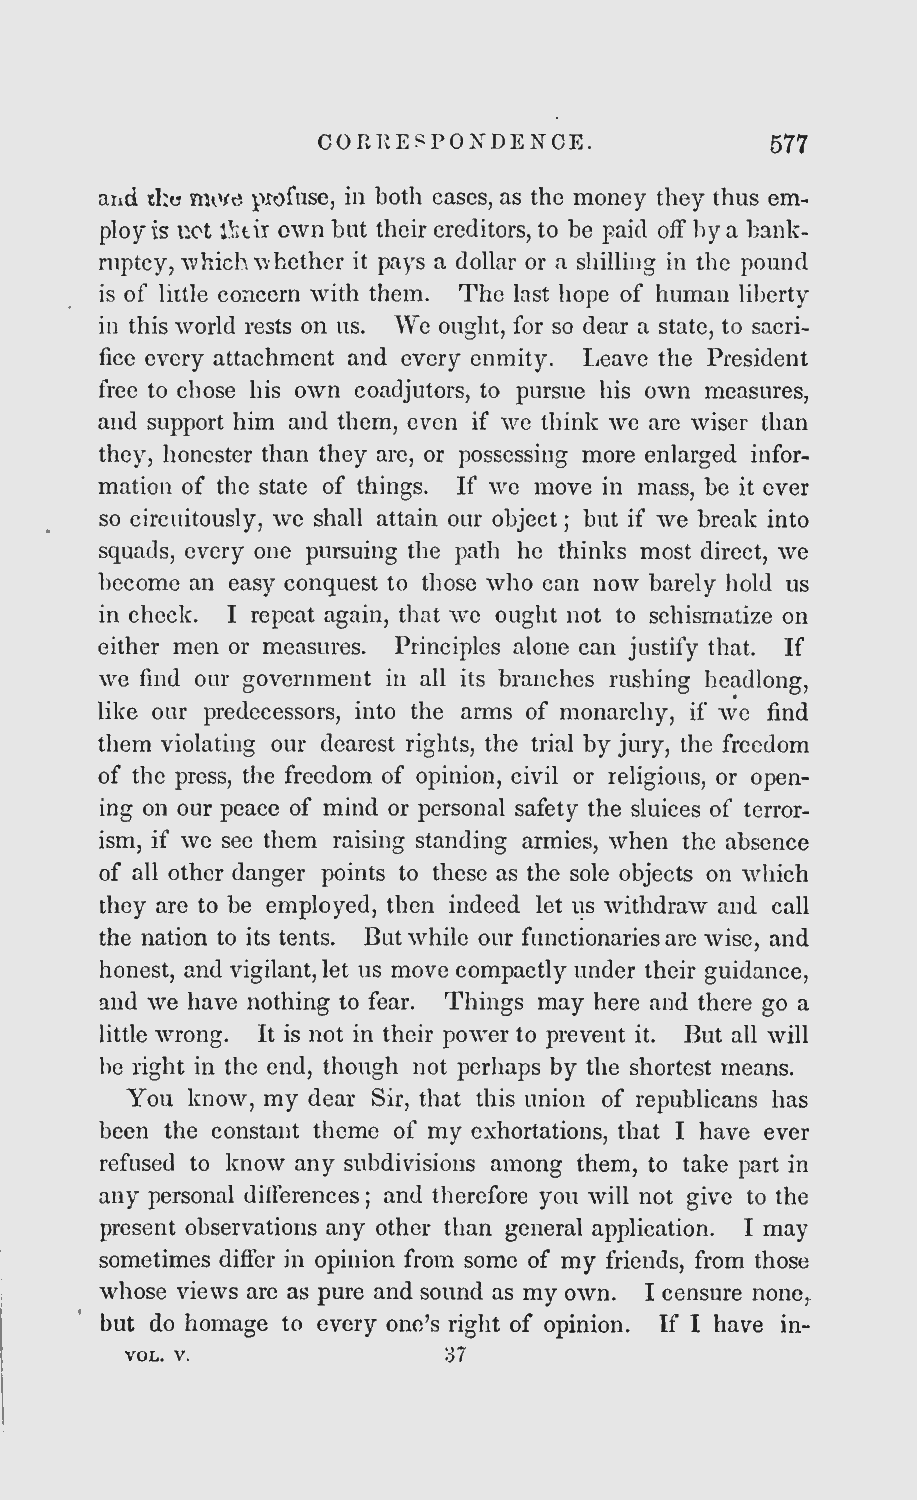 CORRESPONDENCE. 577
and the more profuse, in both cases, as the money they thus em-
ploy is not their own but their creditors, to be paid off by a bank-
ruptcy, which whether it pays a dollar or a shilling in the pound
is of little concern with them. The last hope of human liberty
in this world rests on us. We ought, for so dear a state, to sacri-
fice every attachment and every enmity. Leave the President
free to chose his own coadjutors, to pursue his own measures,
and support him and them, even if we think we are wiser than
they, honester than they are, or possessing more enlarged infor-
mation of the state of things. If we move in mass, be it ever
so circuitously, we shall attain our object; but if we break into
squads, every one pursuing the path he thinks most direct, we
become an easy conquest to those who can now barely hold us
in check. I repeat again, that we ought not to schismatize on
either men or measures. Principles alone can justify that. If
we find our government in all its branches rushing headlong,
like our predecessors, into the arms of monarchy, if we find
them violating our dearest rights, the trial by jury, the freedom
of the press, the freedom of opinion, civil or religious, or open-
ing on our peace of mind or personal safety the sluices of terror-
ism, if we see them raising standing armies, when the absence
of all other danger points to these as the sole objects on which
they are to be employed, then indeed let us withdraw and call
the nation to its tents. But while our functionaries are wise, and
honest, and vigilant, let us move compactly under their guidance,
and we have nothing to fear. Things may here and there go a
little wrong. It is not in their power to prevent it. But all will
be right in the end, though not perhaps by the shortest means.
You know, my dear Sir, that this union of republicans has
been the constant theme of my exhortations, that I have ever
refused to know any subdivisions among them, to take part in
any personal differences; and therefore you will not give to the
present observations any other than general application. I may
sometimes differ in opinion from some of my friends, from those
whose views are as pure and sound as my own. I censure none,
but do homage to every one's right of opinion. If I have in-
VOL. V. 37